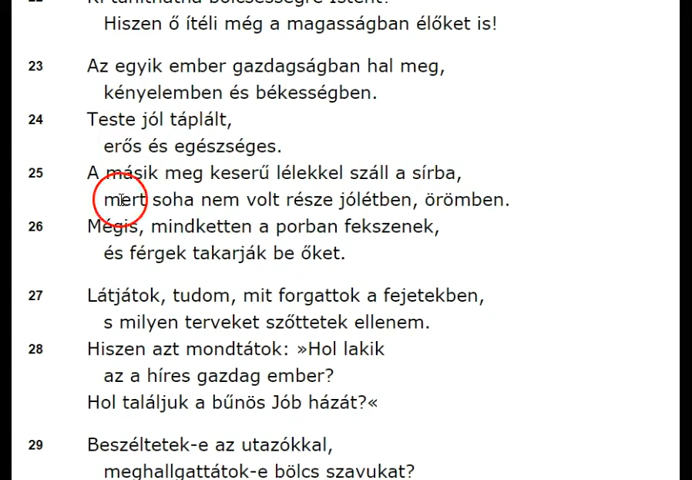 Hiszen ő ítéli még a magasságban élőket is!
23 Az egyik ember gazdagságban hal meg,
kényelemben és békességben.
24 Teste jól táplált,
erős és egészséges.
25 A másik meg keserű lélekkel száll a sírba,
mert soha nem volt része jólétben, örömben.
26 Mégis, mindketten a porban fekszenek,
és férgek takarják be őket.
27 Látjátok, tudom, mit forgattok a fejetekben,
s milyen terveket szőttetek ellenem.
28 Hiszen azt mondtátok: »Hol lakik
az a híres gazdag ember?
Hol találjuk a bűnös Jób házát?«
29 Beszéltetek-e az utazókkal,
meghallgattátok-e bölcs szavukat?